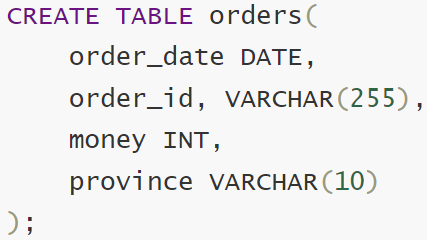 CREATE TABLE orders(
    order_date DATE,
    order_id, VARCHAR(255),
    money INT,
    province VARCHAR(10)
);